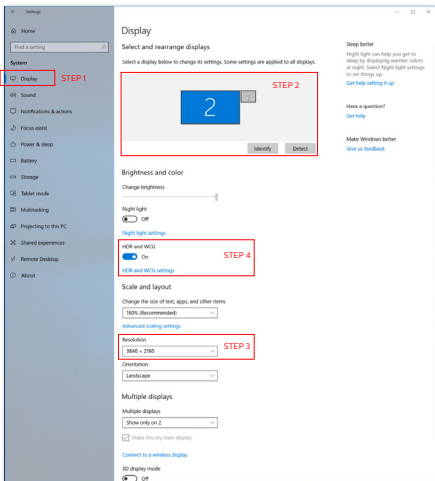 Settings
Home
Find a setting
System
Display
STEP 1
Sound
Notifications & actions
Focus assist
Power & sleep
Battery
Storage
Tablet mode
Multitasking
Projecting to this PC
Shared experiences
Remote Desktop
About
Display
Select and rearrange displays
Select a display below to change its settings. Some settings are applied to all displays.
STEP 2
2
1
Identify
Detect
Brightness and color
Change brightness
Night light
Off
Night light settings
HDR and WCG
On
STEP 4
HDR and WCG settings
Scale and layout
Change the size of text, apps, and other items
150% (Recommended)
Advanced scaling settings
Resolution
3840 × 2160
STEP 3
Orientation
Landscape
Multiple displays
Multiple displays
Show only on 2
Make this my main display
Connect to a wireless display
3D display mode
Off
Sleep better
Night light can help you get to
sleep by displaying warmer colors
at night. Select Night light settings
to set things up.
Get help setting it up
Have a question?
Get help
Make Windows better
Give us feedback